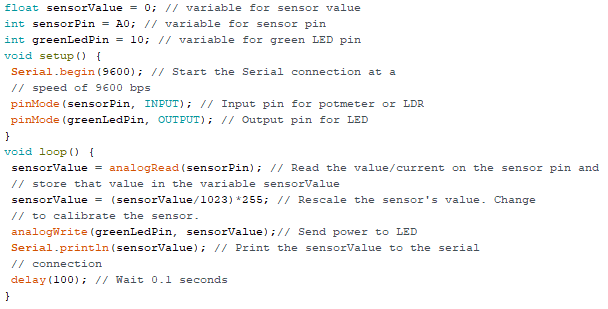 float sensorValue = 0; // variable for sensor value
int sensorPin = A0; // variable for sensor pin
int greenLedPin = 10; // variable for green LED pin
void setup() {
Serial.begin(9600); // Start the Serial connection at a
// speed of 9600 bps
pinMode(sensorPin, INPUT); // Input pin for potmeter or LDR
pinMode(greenLedPin, OUTPUT); // Output pin for LED
}
void loop() {
sensorValue = analogRead(sensorPin); // Read the value/current on the sensor pin and
// store that value in the variable sensorValue
sensorValue = (sensorValue/1023)*255; // Rescale the sensor's value. Change
// to calibrate the sensor.
analogWrite(greenLedPin, sensorValue);// Send power to LED
Serial.println(sensorValue); // Print the sensorValue to the serial
// connection
delay(100); // Wait 0.1 seconds
}